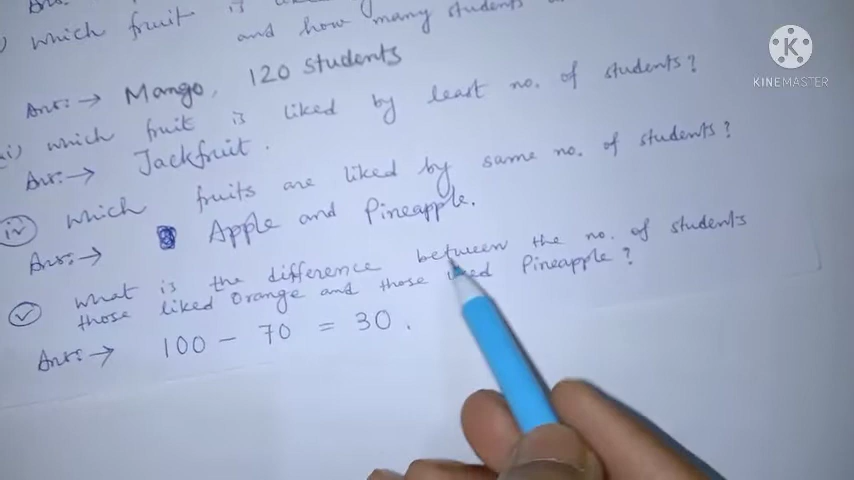 Ans:
which fruit is
and how many students
Ans: → Mango, 120 students
which fruit is liked by least no. of students?
Ans: → Jackfruit.
iv which fruits are liked by same no. of students?
Ans: → Apple and Pineapple.
v what is the difference between the no. of students
those liked Orange and those liked Pineapple?
Ans: → 100 - 70 = 30.
K
KINEMASTER